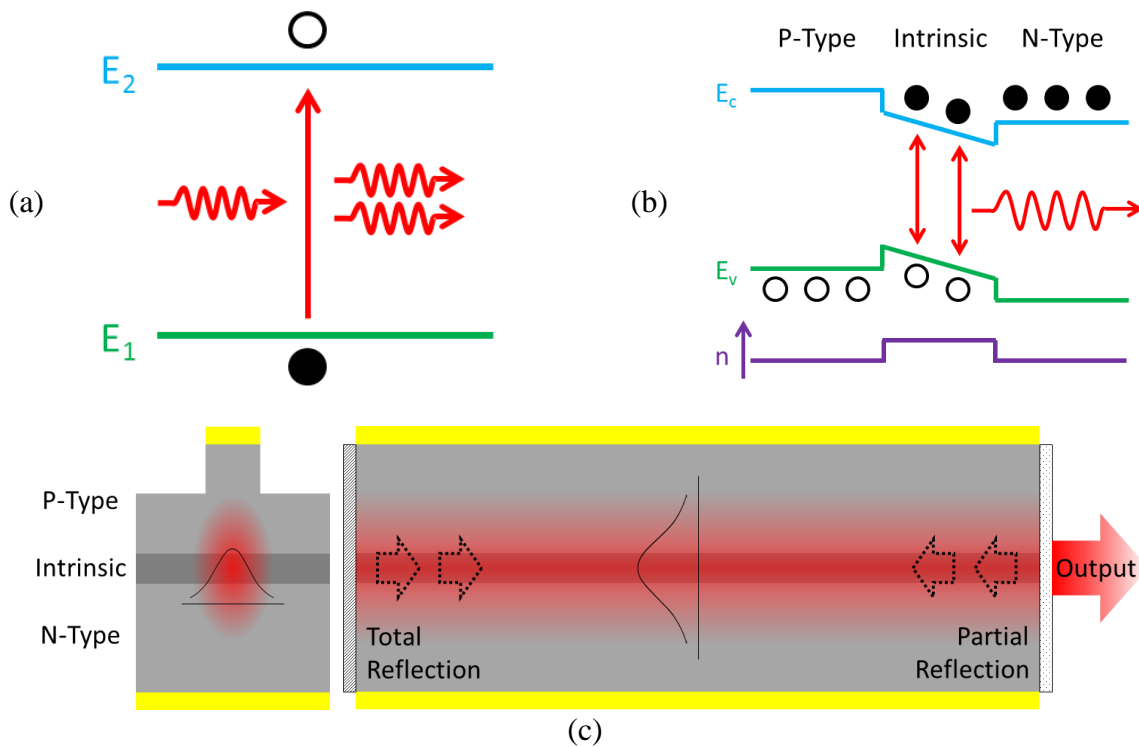 P-Type Intrinsic N-Type
E2
Ec
(a)
(b)
Ev
E1
n
P-Type
Intrinsic
N-Type
Total
Reflection
Partial
Reflection
Output
(c)